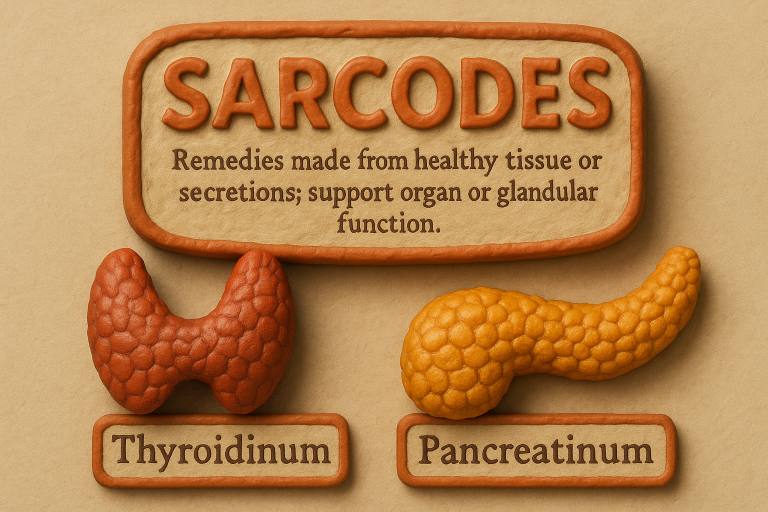 SARCODES
Remedies made from healthy tissue or
secretions; support organ or glandular
function.
Thyroidinum
Pancreatinum